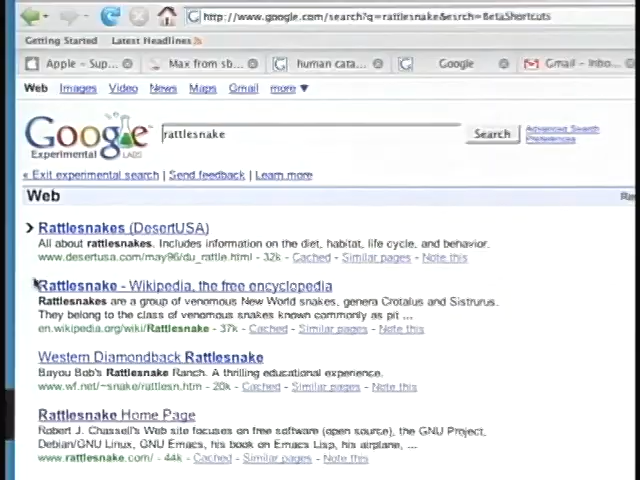 http://www.google.com/search?q=rattlesnake&esrch=BetaShortcuts
Getting Started Latest Headlines
Apple - Sup... Max from sb... human cata... Google Gmail - Inbo...
Web Images Video News Maps Gmail more ▼
Google Experimental LABS
rattlesnake
Search
Advanced Search
Preferences
« Exit experimental search | Send feedback | Learn more
Web
Rattlesnakes (DesertUSA)
All about rattlesnakes. Includes information on the diet, habitat, life cycle, and behavior.
www.desertusa.com/may96/du_rattle.html - 32k - Cached - Similar pages - Note this
Rattlesnake - Wikipedia, the free encyclopedia
Rattlesnakes are a group of venomous New World snakes, genera Crotalus and Sistrurus.
They belong to the class of venomous snakes known commonly as pit ...
en.wikipedia.org/wiki/Rattlesnake - 37k - Cached - Similar pages - Note this
Western Diamondback Rattlesnake
Bayou Bob's Rattlesnake Ranch. A thrilling educational experience.
www.wf.net/~snake/rattlesn.htm - 20k - Cached - Similar pages - Note this
Rattlesnake Home Page
Robert J. Chassell's Web site focuses on free software (open source), the GNU Project,
Debian/GNU Linux, GNU Emacs, his book on Emacs Lisp, his airplane, ...
www.rattlesnake.com/ - 44k - Cached - Similar pages - Note this